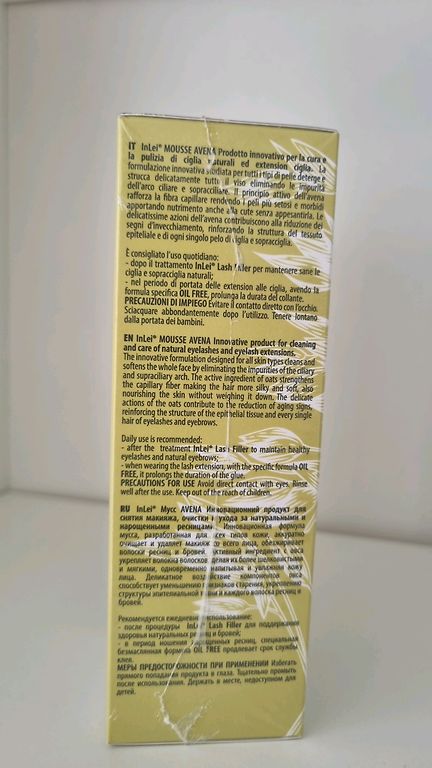 IT InLei® MOUSSE AVENA Prodotto innovativo per la cura e
la pulizia di ciglia naturali ed extension ciglia. La
formulazione innovativa studiata per tutti i tipi di pelle deterge e
strucca delicatamente tutto il viso eliminando le impurità
dell'arco ciliare e sopracciliare. Il principio attivo dell'avena
rafforza la fibra capillare rendendo i peli più setosi e morbidi
apportando nutrimento anche alla cute senza appesantirla. Le
delicatissime azioni dell'avena contribuiscono alla riduzione dei
segni d'invecchiamento, rinforzando la struttura del tessuto
epiteliale e di ogni singolo pelo di ciglia e sopracciglia.
È consigliato l'uso quotidiano:
- dopo il trattamento InLei® Lash Filler per mantenere sane le
ciglia e sopracciglia naturali;
- nel periodo di portata delle extension alle ciglia, avendo la
formula specifica OIL FREE, prolunga la durata del collante.
PRECAUZIONI DI IMPIEGO Evitare il contatto diretto con l'occhio.
Sciacquare abbondantemente dopo l'utilizzo. Tenere lontano
dalla portata dei bambini.
EN InLei® MOUSSE AVENA Innovative product for cleaning
and care of natural eyelashes and eyelash extensions.
The innovative formulation designed for all skin types cleans and
softens the whole face by eliminating the impurities of the ciliary
and supraciliary arch. The active ingredient of oats strengthens
the capillary fiber making the hair more silky and soft, also
nourishing the skin without weighing it down. The delicate
actions of the oats contribute to the reduction of aging signs,
reinforcing the structure of the epithelial tissue and every single
hair of eyelashes and eyebrows.
Daily use is recommended:
- after the treatment InLei® Lash Filler to maintain healthy
eyelashes and natural eyebrows;
- when wearing the lash extension, with the specific formula OIL
FREE, it prolongs the duration of the glue.
PRECAUTIONS FOR USE Avoid direct contact with eyes. Rinse
well after the use. Keep out of the reach of children.
RU InLei® Мусс AVENA Инновационный продукт для
снятия макияжа, очистки и ухода за натуральными и
нарощенными ресницами. Инновационная формула
мусса, разработанная для всех типов кожи, аккуратно
очищает и удаляет макияж со всего лица, обезжиривает
волоски ресниц и бровей. Активный ингредиент с овса
укрепляет волокна волосков, делая их более шелковистыми
и мягкими, одновременно напитывая и увлажняя кожу
лица. Деликатное воздействие компонентов овса
способствует уменьшению признаков старения, укреплению
структуры эпителиальной ткани и каждого волоска ресниц и
бровей.
Рекомендуется ежедневное использование:
- после процедуры InLei® Lash Filler для поддержания
здоровья натуральных ресниц и бровей;
- в период ношения нарощенных ресниц, специальная
безмаслянная формула OIL FREE продлевает срок службы
клея.
МЕРЫ ПРЕДОСТОРОЖНОСТИ ПРИ ПРИМЕНЕНИИ Избегать
прямого попадания продукта в глаза. Тщательно промыть
после использования. Держать в месте, недоступном для
детей.